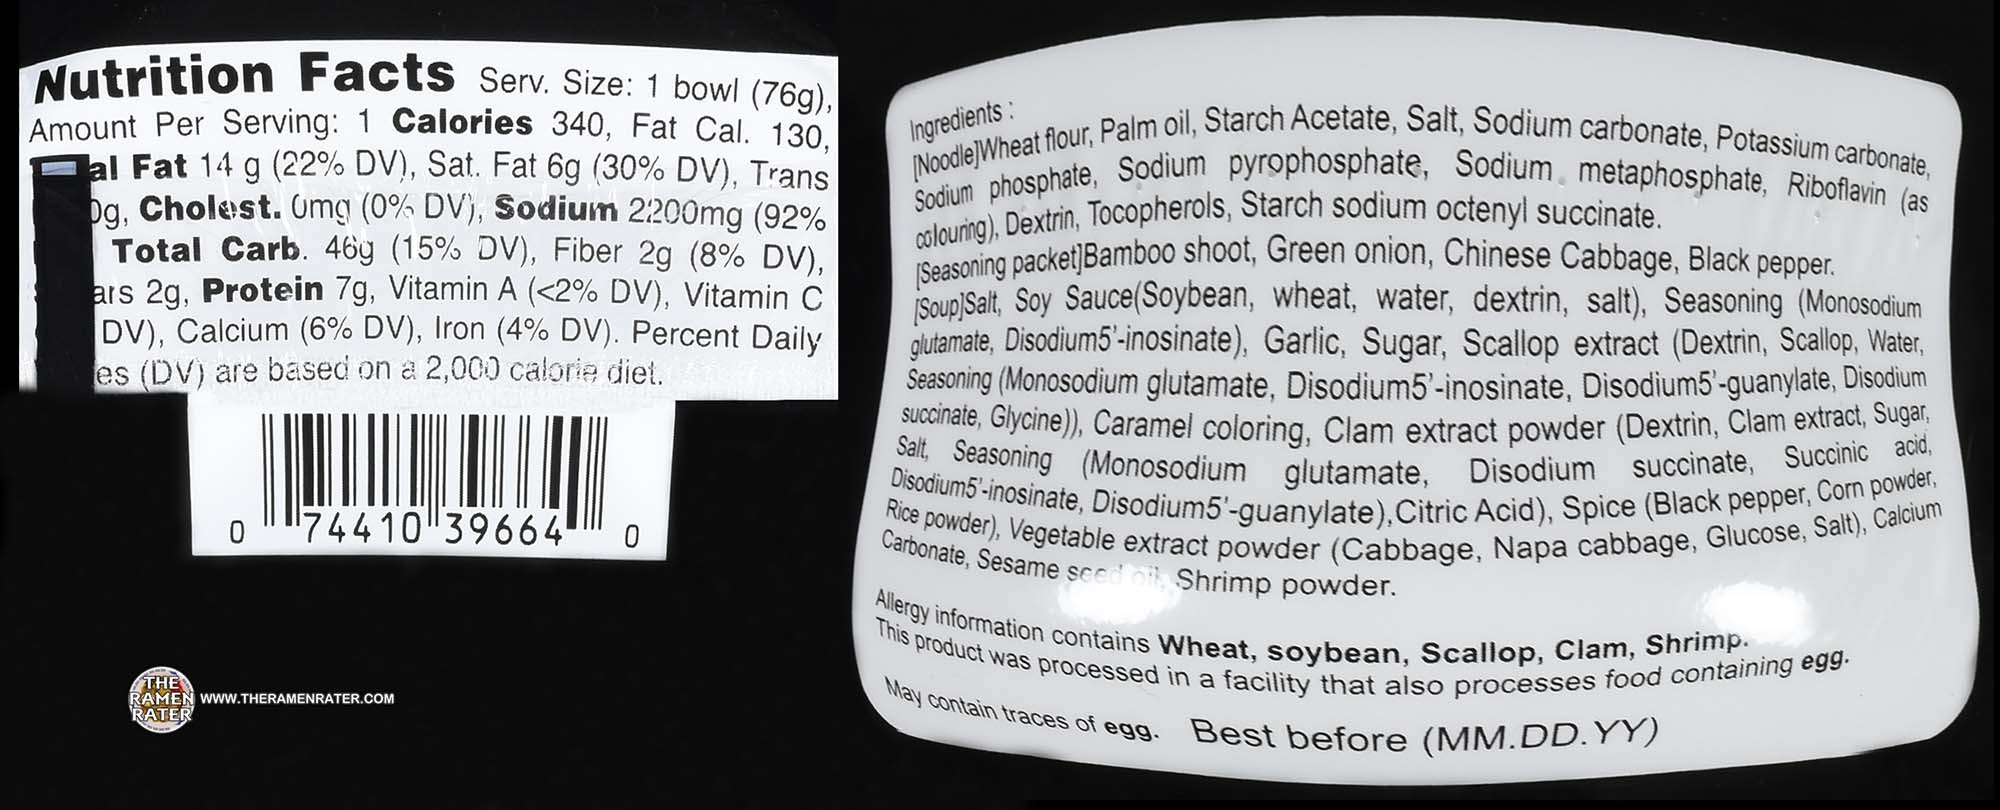 Nutrition Facts Serv. Size: 1 bowl (76g),
Amount Per Serving: 1 Calories 340, Fat Cal. 130,
al Fat 14 g (22% DV), Sat. Fat 6g (30% DV), Trans
0g, Cholest. 0mg (0% DV), Sodium 2200mg (92%
Total Carb. 46g (15% DV), Fiber 2g (8% DV),
ars 2g, Protein 7g, Vitamin A (<2% DV), Vitamin C
DV), Calcium (6% DV), Iron (4% DV). Percent Daily
es (DV) are based on a 2,000 calorie diet.
0 74410 39664 0
THE
RAMEN
RATER
WWW.THERAMENRATER.COM
Ingredients :
[Noodle]Wheat flour, Palm oil, Starch Acetate, Salt, Sodium carbonate, Potassium carbonate,
Sodium phosphate, Sodium pyrophosphate, Sodium metaphosphate, Riboflavin (as
colouring), Dextrin, Tocopherols, Starch sodium octenyl succinate.
[Seasoning packet]Bamboo shoot, Green onion, Chinese Cabbage, Black pepper.
[Soup]Salt, Soy Sauce(Soybean, wheat, water, dextrin, salt), Seasoning (Monosodium
glutamate, Disodium5'-inosinate), Garlic, Sugar, Scallop extract (Dextrin, Scallop, Water,
Seasoning (Monosodium glutamate, Disodium5'-inosinate, Disodium5'-guanylate, Disodium
succinate, Glycine)), Caramel coloring, Clam extract powder (Dextrin, Clam extract, Sugar,
Salt, Seasoning (Monosodium glutamate, Disodium succinate, Succinic acid,
Disodium5'-inosinate, Disodium5'-guanylate),Citric Acid), Spice (Black pepper, Corn powder,
Rice powder), Vegetable extract powder (Cabbage, Napa cabbage, Glucose, Salt), Calcium
Carbonate, Sesame seed oil, Shrimp powder.
Allergy information contains Wheat, soybean, Scallop, Clam, Shrimp.
This product was processed in a facility that also processes food containing egg.
May contain traces of egg. Best before (MM.DD.YY)